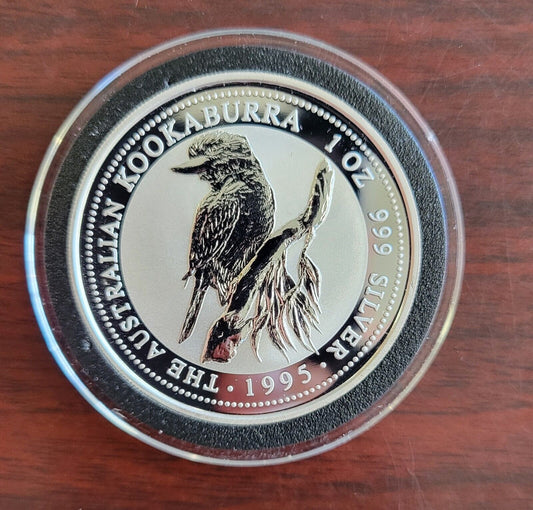 THE AUSTRALIAN KOOKABURRA 1 OZ 999 SILVER
· 1995 ·